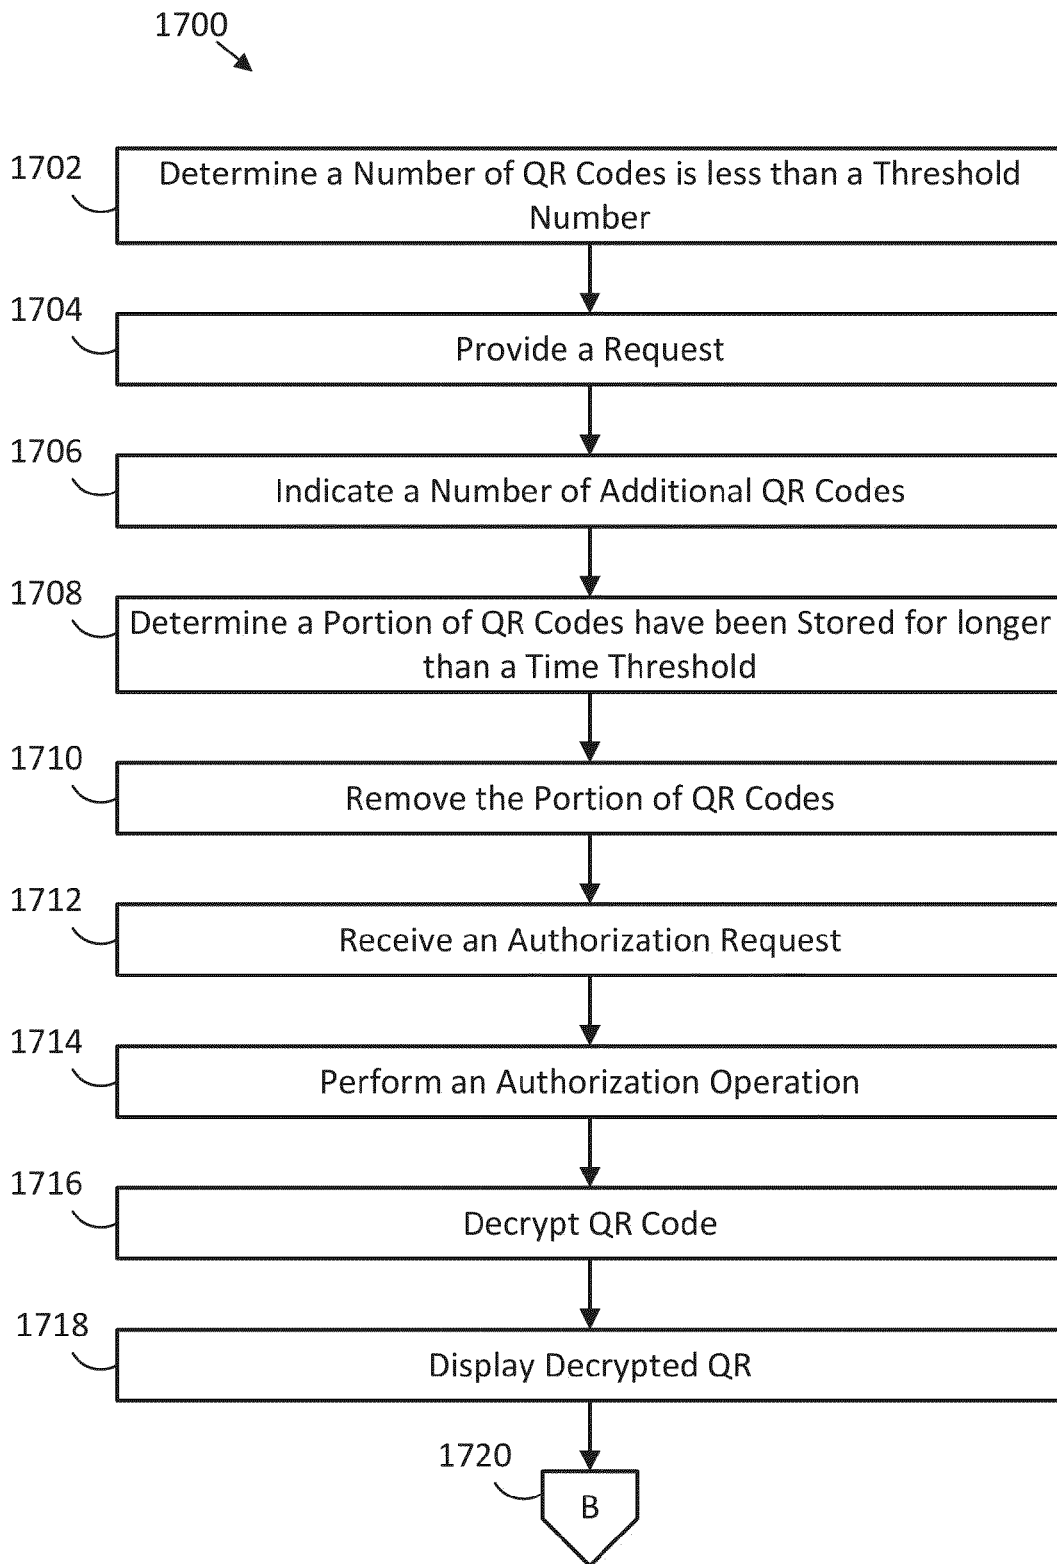 1700
1702
Determine a Number of QR Codes is less than a Threshold
Number
1704
Provide a Request
1706
Indicate a Number of Additional QR Codes
1708
Determine a Portion of QR Codes have been Stored for longer
than a Time Threshold
1710
Remove the Portion of QR Codes
1712
Receive an Authorization Request
1714
Perform an Authorization Operation
1716
Decrypt QR Code
1718
Display Decrypted QR
1720
B